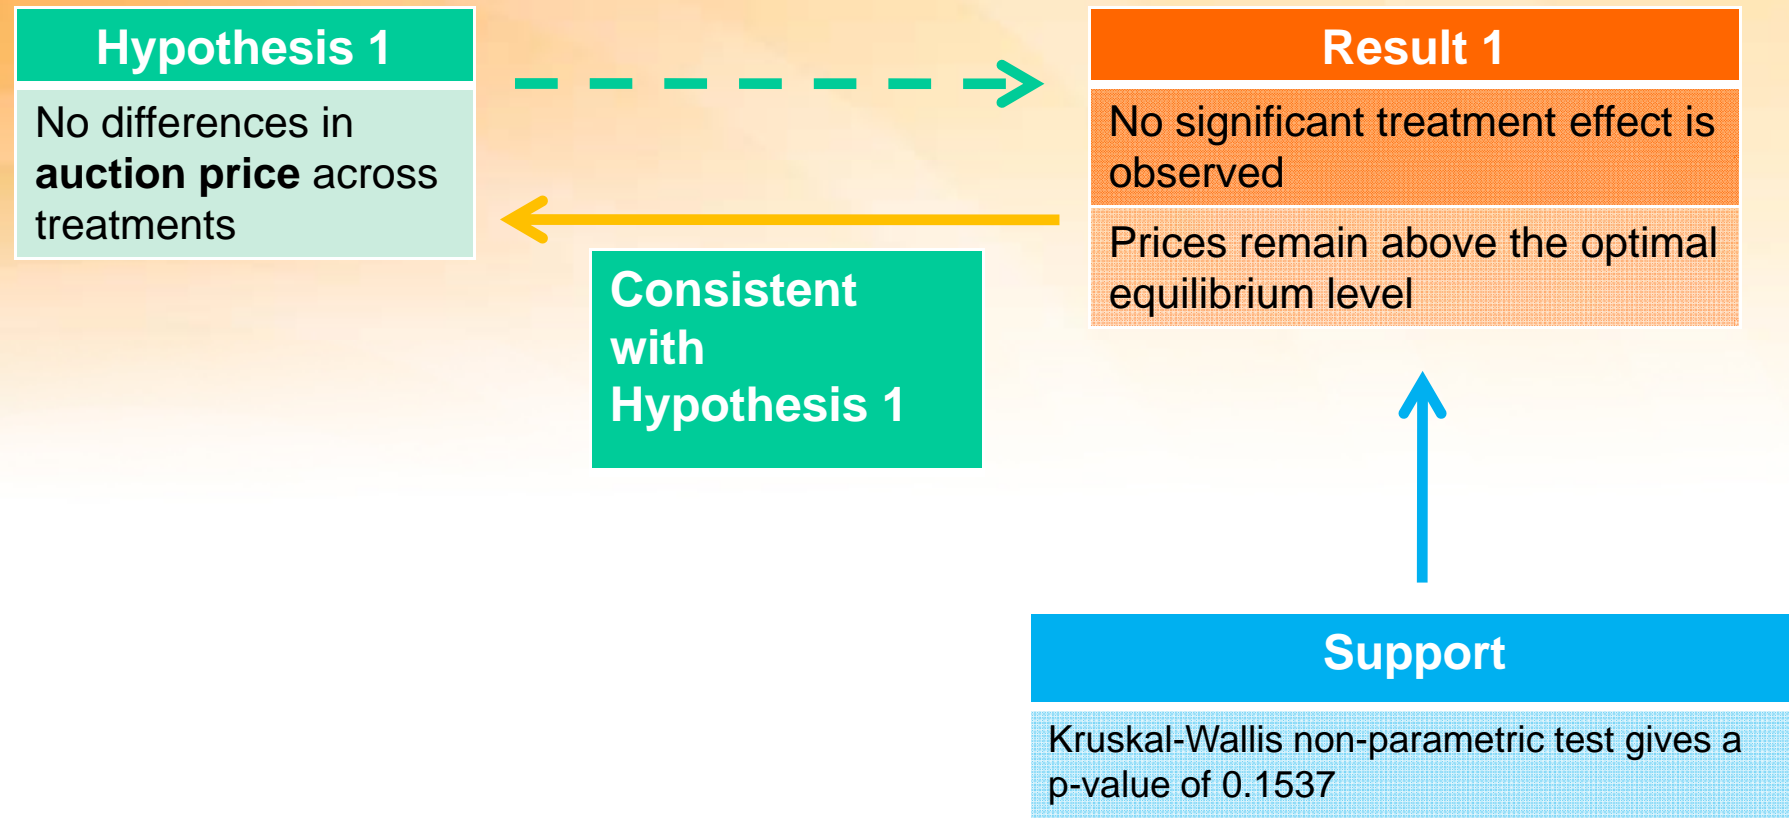 Hypothesis 1
No differences in
auction price across
treatments
Result 1
No significant treatment effect is
observed
Prices remain above the optimal
equilibrium level
Consistent
with
Hypothesis 1
Support
Kruskal-Wallis non-parametric test gives a
p-value of 0.1537